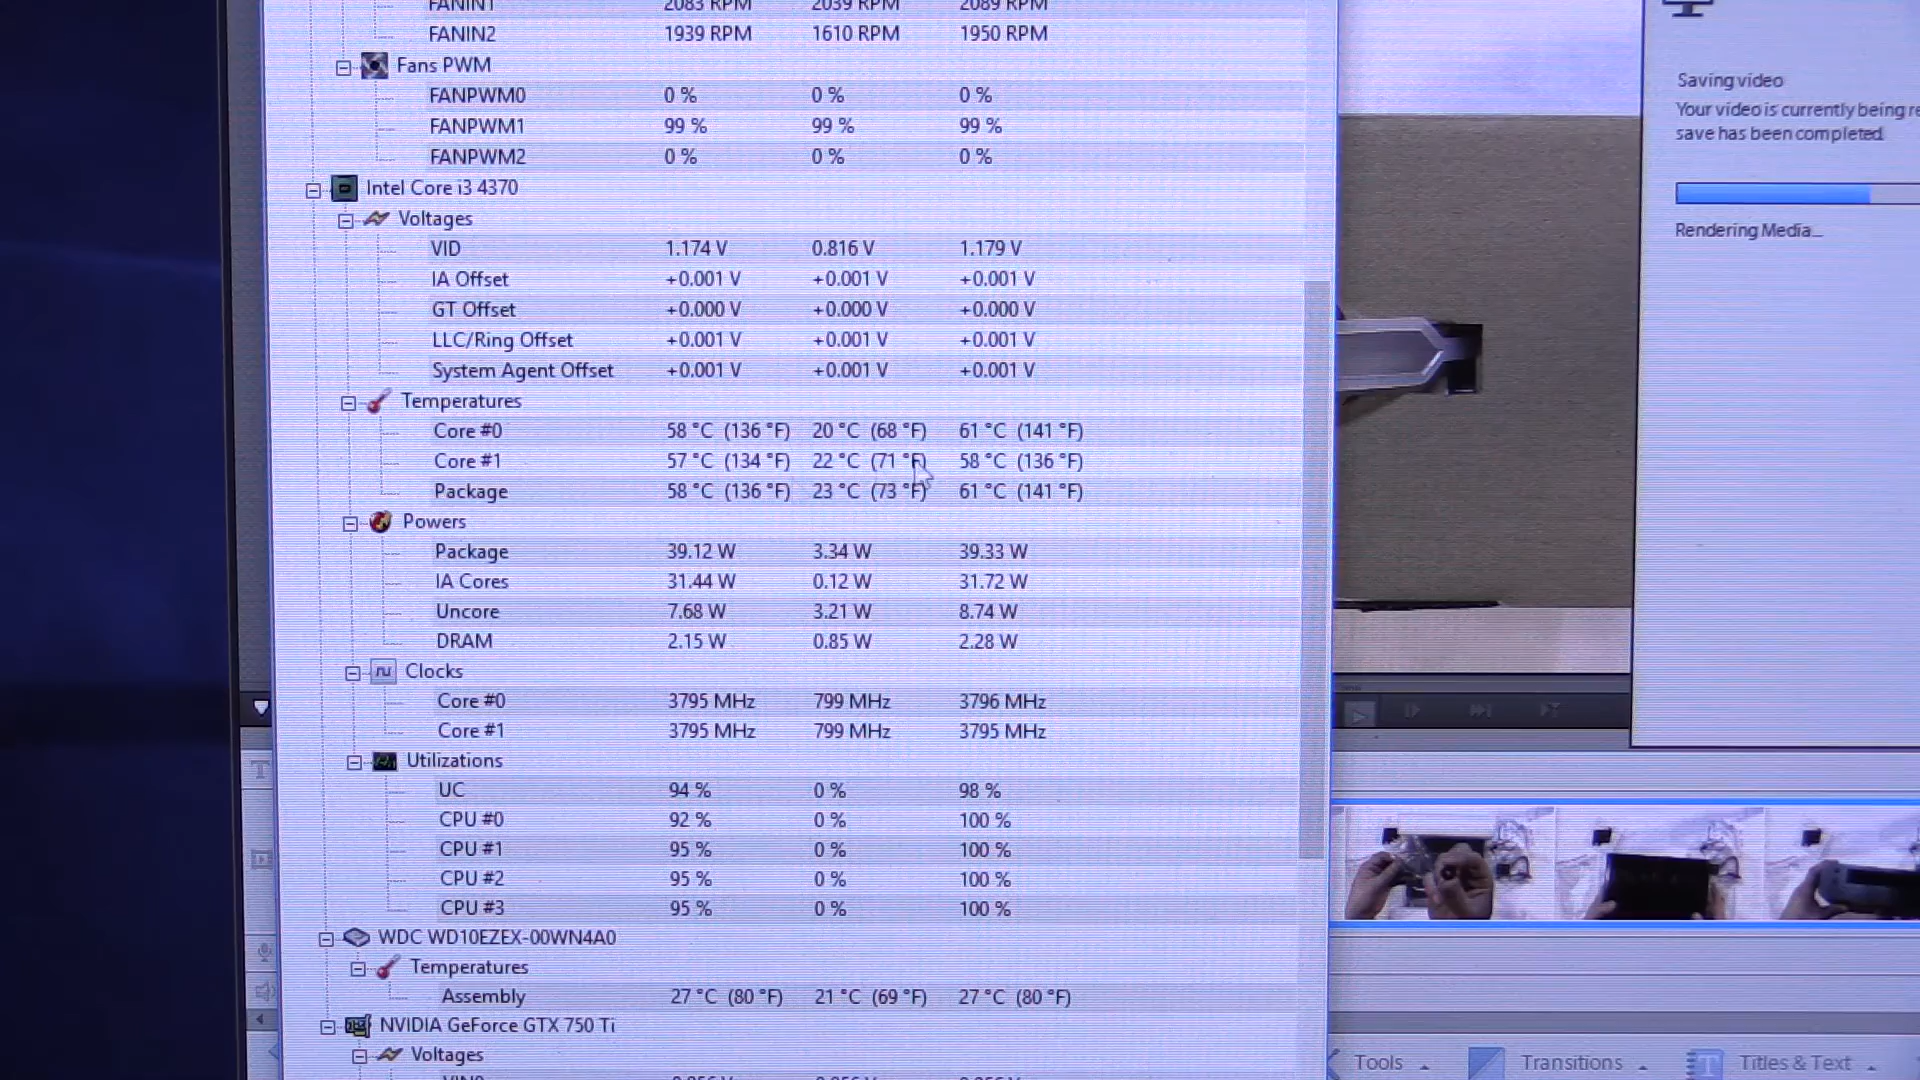 FANIN1 2083 RPM 2039 RPM 2089 RPM
FANIN2 1939 RPM 1610 RPM 1950 RPM
Fans PWM
FANPWM0 0 % 0 % 0 %
FANPWM1 99 % 99 % 99 %
FANPWM2 0 % 0 % 0 %
Intel Core i3 4370
Voltages
VID 1.174 V 0.816 V 1.179 V
IA Offset +0.001 V +0.001 V +0.001 V
GT Offset +0.000 V +0.000 V +0.000 V
LLC/Ring Offset +0.001 V +0.001 V +0.001 V
System Agent Offset +0.001 V +0.001 V +0.001 V
Temperatures
Core #0 58 °C (136 °F) 20 °C (68 °F) 61 °C (141 °F)
Core #1 57 °C (134 °F) 22 °C (71 °F) 58 °C (136 °F)
Package 58 °C (136 °F) 23 °C (73 °F) 61 °C (141 °F)
Powers
Package 39.12 W 3.34 W 39.33 W
IA Cores 31.44 W 0.12 W 31.72 W
Uncore 7.68 W 3.21 W 8.74 W
DRAM 2.15 W 0.85 W 2.28 W
Clocks
Core #0 3795 MHz 799 MHz 3796 MHz
Core #1 3795 MHz 799 MHz 3795 MHz
Utilizations
UC 94 % 0 % 98 %
CPU #0 92 % 0 % 100 %
CPU #1 95 % 0 % 100 %
CPU #2 95 % 0 % 100 %
CPU #3 95 % 0 % 100 %
WDC WD10EZEX-00WN4A0
Temperatures
Assembly 27 °C (80 °F) 21 °C (69 °F) 27 °C (80 °F)
NVIDIA GeForce GTX 750 Ti
Voltages
Saving video
Your video is currently being
save has been completed
Rendering Media...
Tools
Transitions
Titles & Text